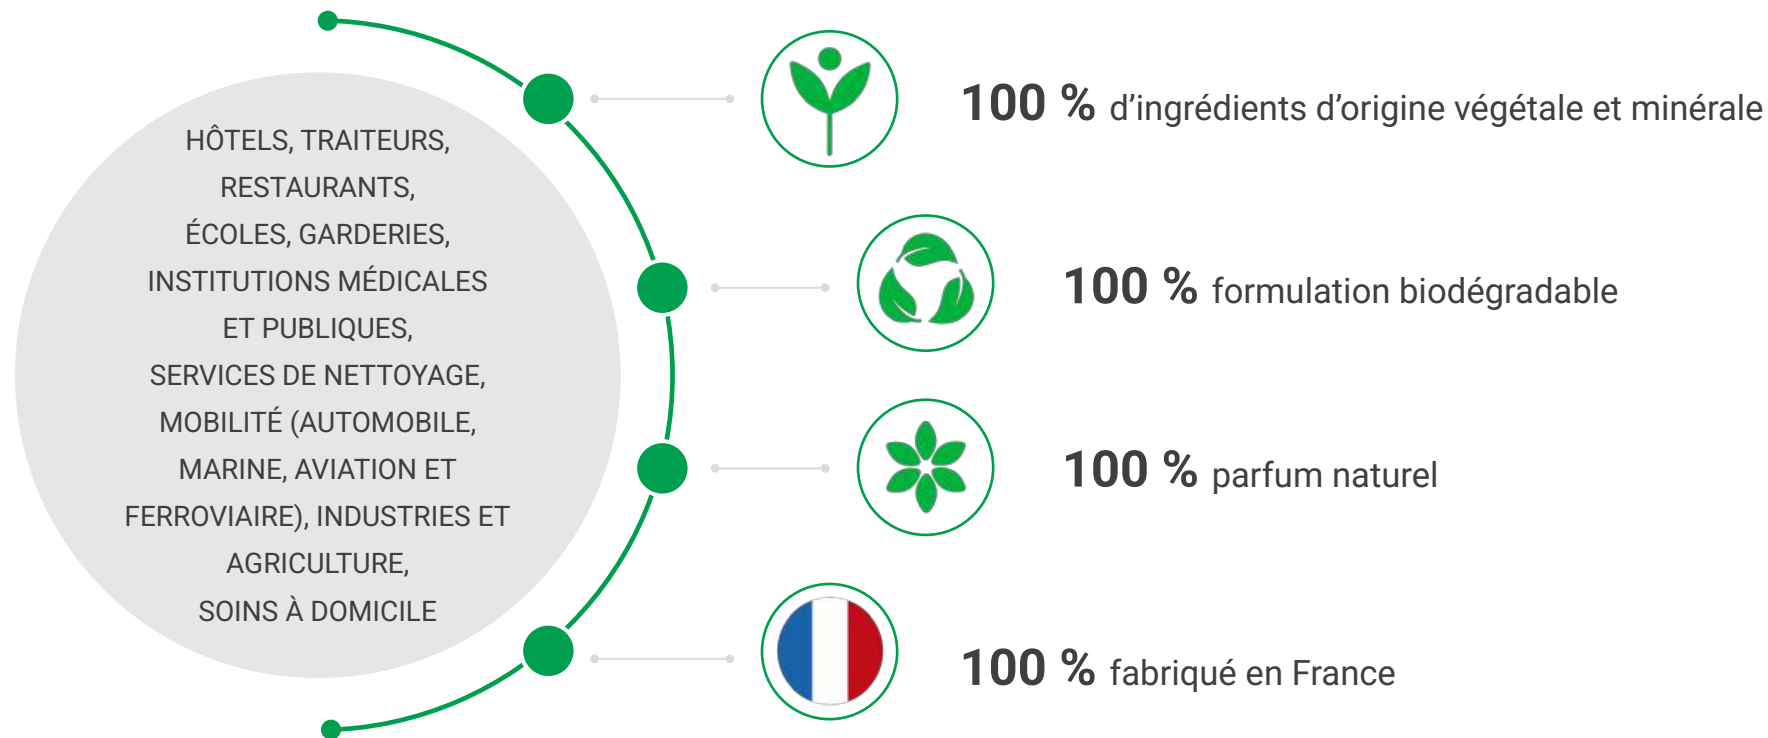 HÔTELS, TRAITEURS,
RESTAURANTS,
ÉCOLES, GARDERIES,
INSTITUTIONS MÉDICALES
ET PUBLIQUES,
SERVICES DE NETTOYAGE,
MOBILITÉ (AUTOMOBILE,
MARINE, AVIATION ET
FERROVIAIRE), INDUSTRIES ET
AGRICULTURE,
SOINS À DOMICILE
100 % d’ingrédients d’origine végétale et minérale
100 % formulation biodégradable
100 % parfum naturel
100 % fabriqué en France